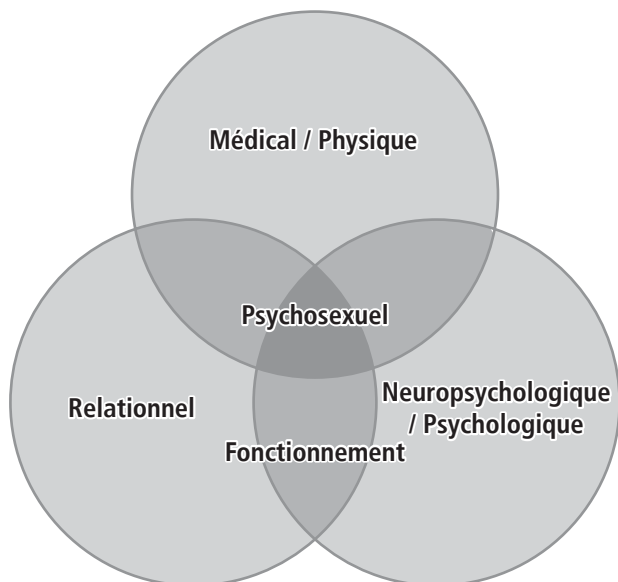 Médical / Physique
Psychosexuel
Relationnel
Neuropsychologique
/ Psychologique
Fonctionnement